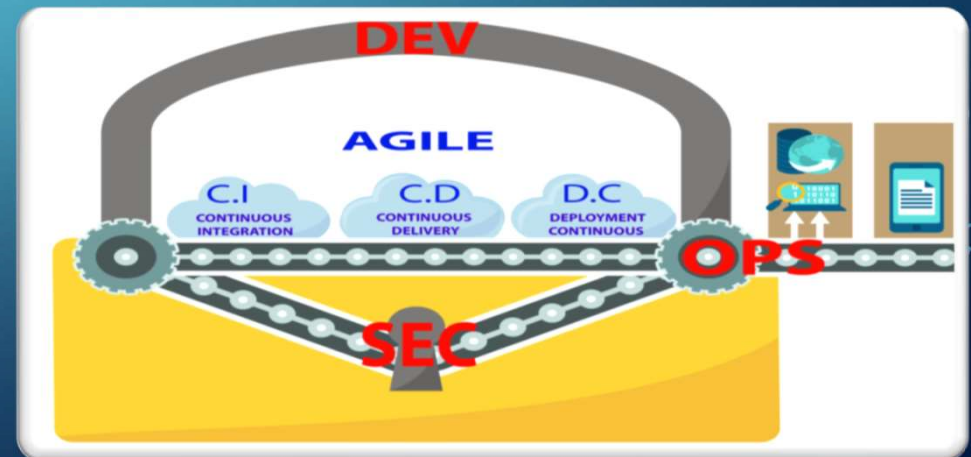 DEV
AGILE
C.I
CONTINUOUS
INTEGRATION
C.D
CONTINUOUS
DELIVERY
D.C
DEPLOYMENT
CONTINUOUS
OPS
SEC